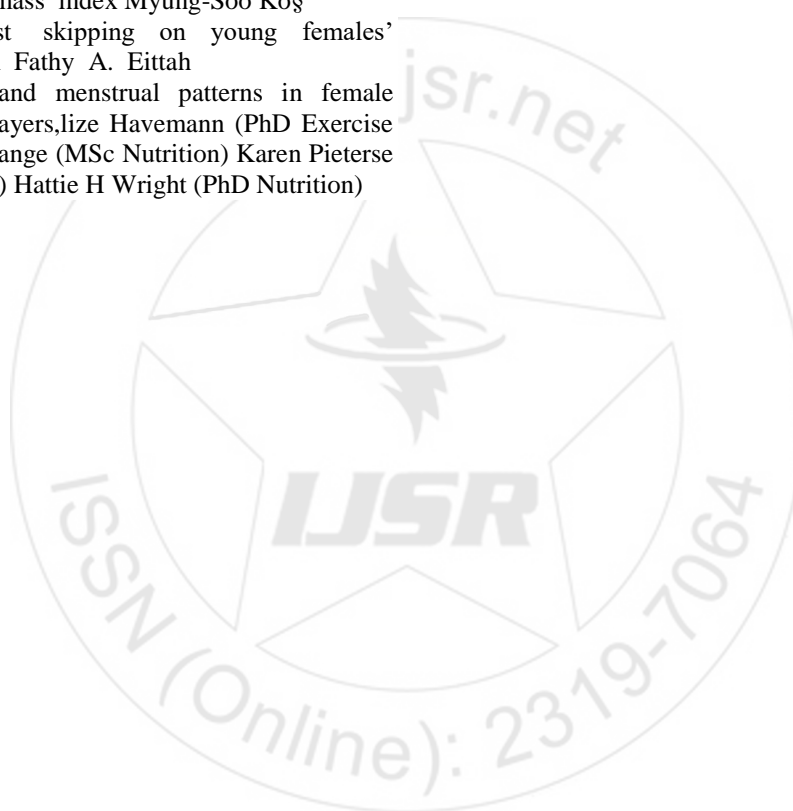 mass index Myung-Soo Ko§
st skipping on young females'
Fathy A. Eittah
and menstrual patterns in female
ayers,lize Havemann (PhD Exercise
ange (MSc Nutrition) Karen Pieterse
) Hattie H Wright (PhD Nutrition)
jsr.net
IJSR
ISSN (Online): 2319-7064